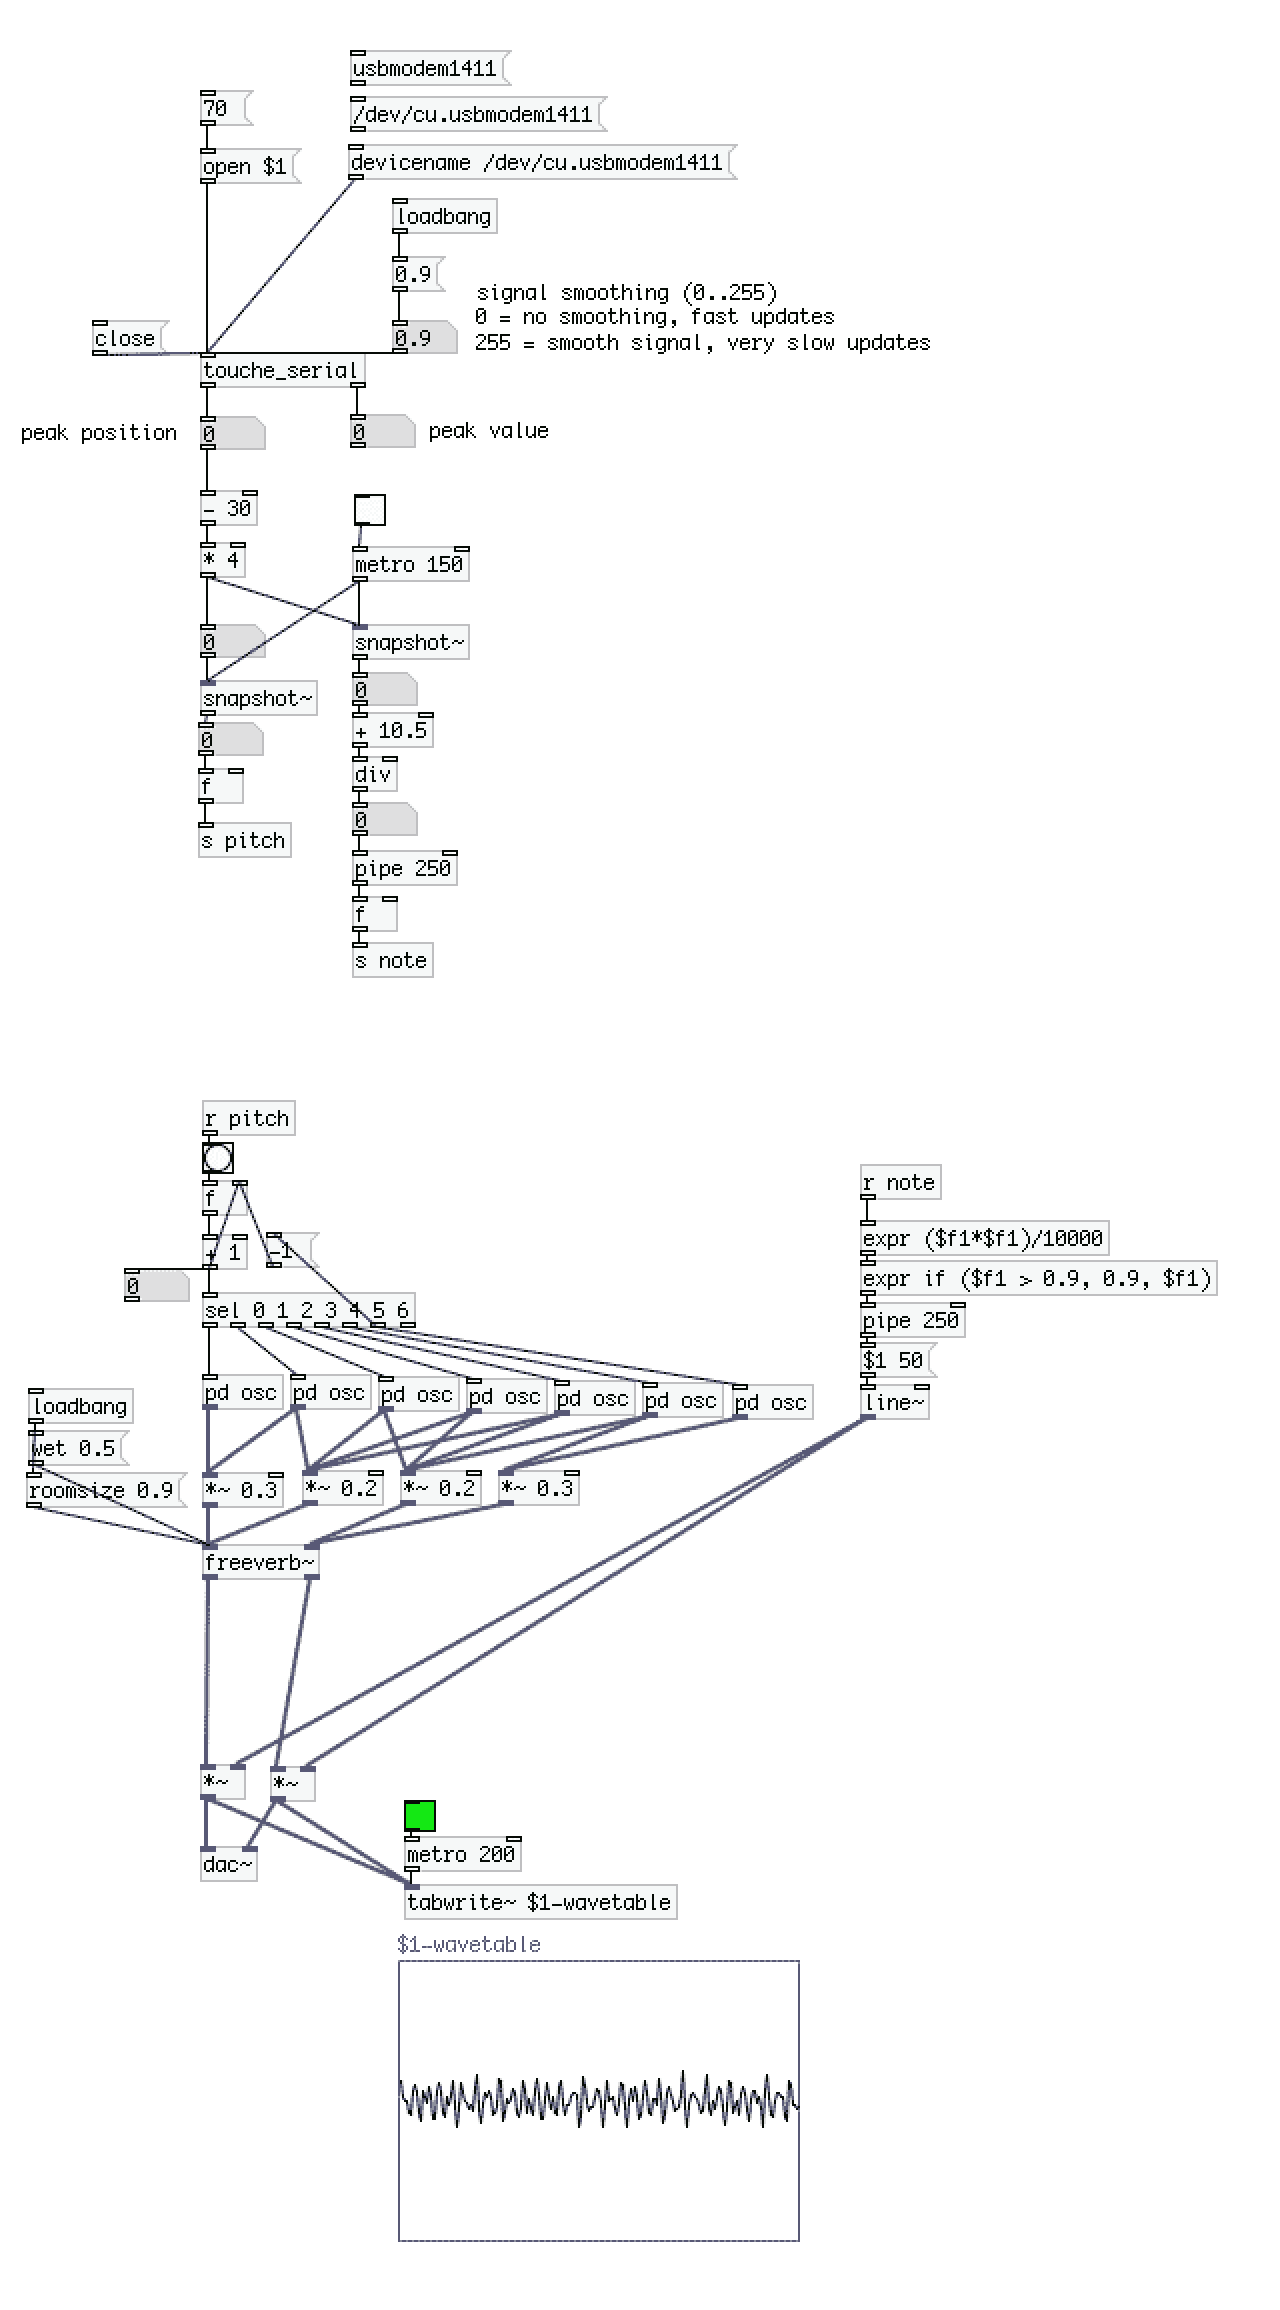 usbmodem1411
70
/dev/cu.usbmodem1411
open $1
devicename /dev/cu.usbmodem1411
loadbang
0.9
signal smoothing (0..255)
0 = no smoothing, fast updates
255 = smooth signal, very slow updates
close
0.9
touche_serial
peak position
0
0
peak value
- 30
* 4
metro 150
0
snapshot~
snapshot~
0
0
+ 10.5
f
div
s pitch
0
pipe 250
f
s note
r pitch
f
+ 1
-1
0
sel 0 1 2 3 4 5 6
r note
expr ($f1*$f1)/10000
expr if ($f1 > 0.9, 0.9, $f1)
pipe 250
$1 50
line~
pd osc
pd osc
pd osc
pd osc
pd osc
pd osc
pd osc
loadbang
wet 0.5
roomsize 0.9
*~ 0.3
*~ 0.2
*~ 0.2
*~ 0.3
freeverb~
*~
*~
dac~
metro 200
tabwrite~ $1-wavetable
$1-wavetable